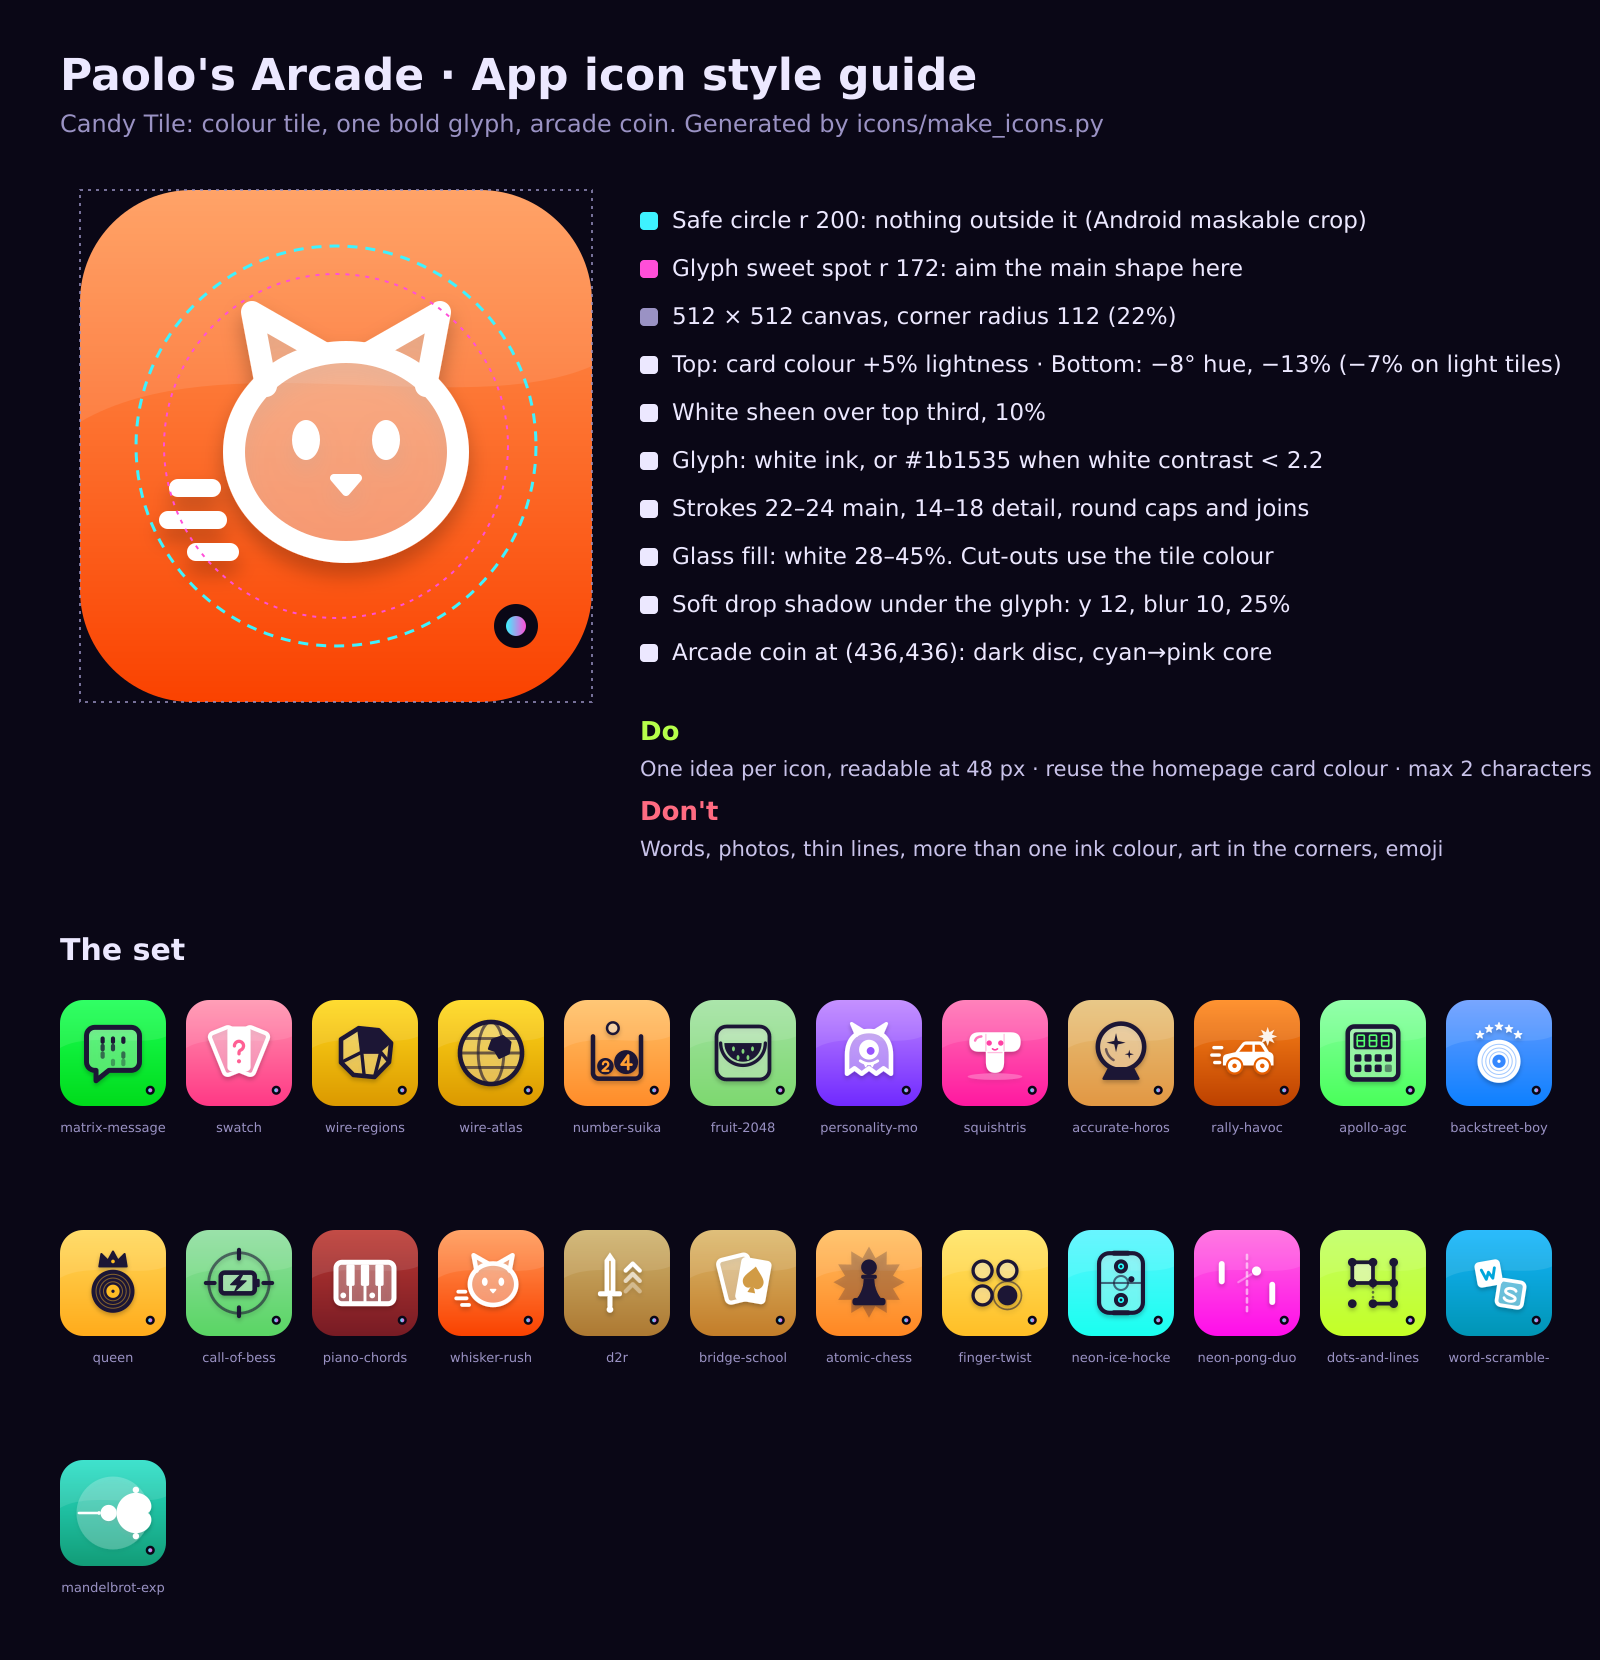 Paolo's Arcade · App icon style guide
Candy Tile: colour tile, one bold glyph, arcade coin. Generated by icons/make_icons.py
Safe circle r 200: nothing outside it (Android maskable crop)
Glyph sweet spot r 172: aim the main shape here
512 × 512 canvas, corner radius 112 (22%)
Top: card colour +5% lightness · Bottom: −8° hue, −13% (−7% on light tiles)
White sheen over top third, 10%
Glyph: white ink, or #1b1535 when white contrast < 2.2
Strokes 22–24 main, 14–18 detail, round caps and joins
Glass fill: white 28–45%. Cut-outs use the tile colour
Soft drop shadow under the glyph: y 12, blur 10, 25%
Arcade coin at (436,436): dark disc, cyan→pink core
Do
One idea per icon, readable at 48 px · reuse the homepage card colour · max 2 characters
Don't
Words, photos, thin lines, more than one ink colour, art in the corners, emoji
The set
?
2 4
matrix-message swatch wire-regions wire-atlas number-suika fruit-2048 personality-mo squishtris accurate-horos rally-havoc apollo-agc backstreet-boy
W S
queen call-of-bess piano-chords whisker-rush d2r bridge-school atomic-chess finger-twist neon-ice-hocke neon-pong-duo dots-and-lines word-scramble-
mandelbrot-exp